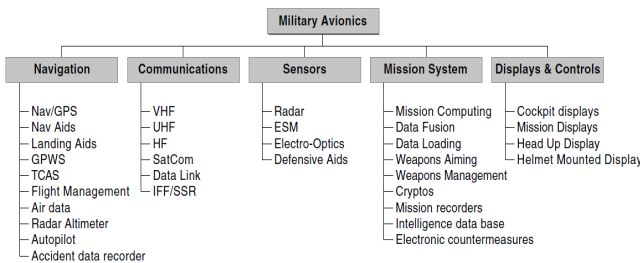 Military Avionics
Navigation
Communications
Sensors
Mission System
Displays & Controls
Nav/GPS
Nav Aids
Landing Aids
GPWS
TCAS
Flight Management
Air data
Radar Altimeter
Autopilot
Accident data recorder
VHF
UHF
HF
SatCom
Data Link
IFF/SSR
Radar
ESM
Electro-Optics
Defensive Aids
Mission Computing
Data Fusion
Data Loading
Weapons Aiming
Weapons Management
Cryptos
Mission recorders
Intelligence data base
Electronic countermeasures
Cockpit displays
Mission Displays
Head Up Display
Helmet Mounted Display